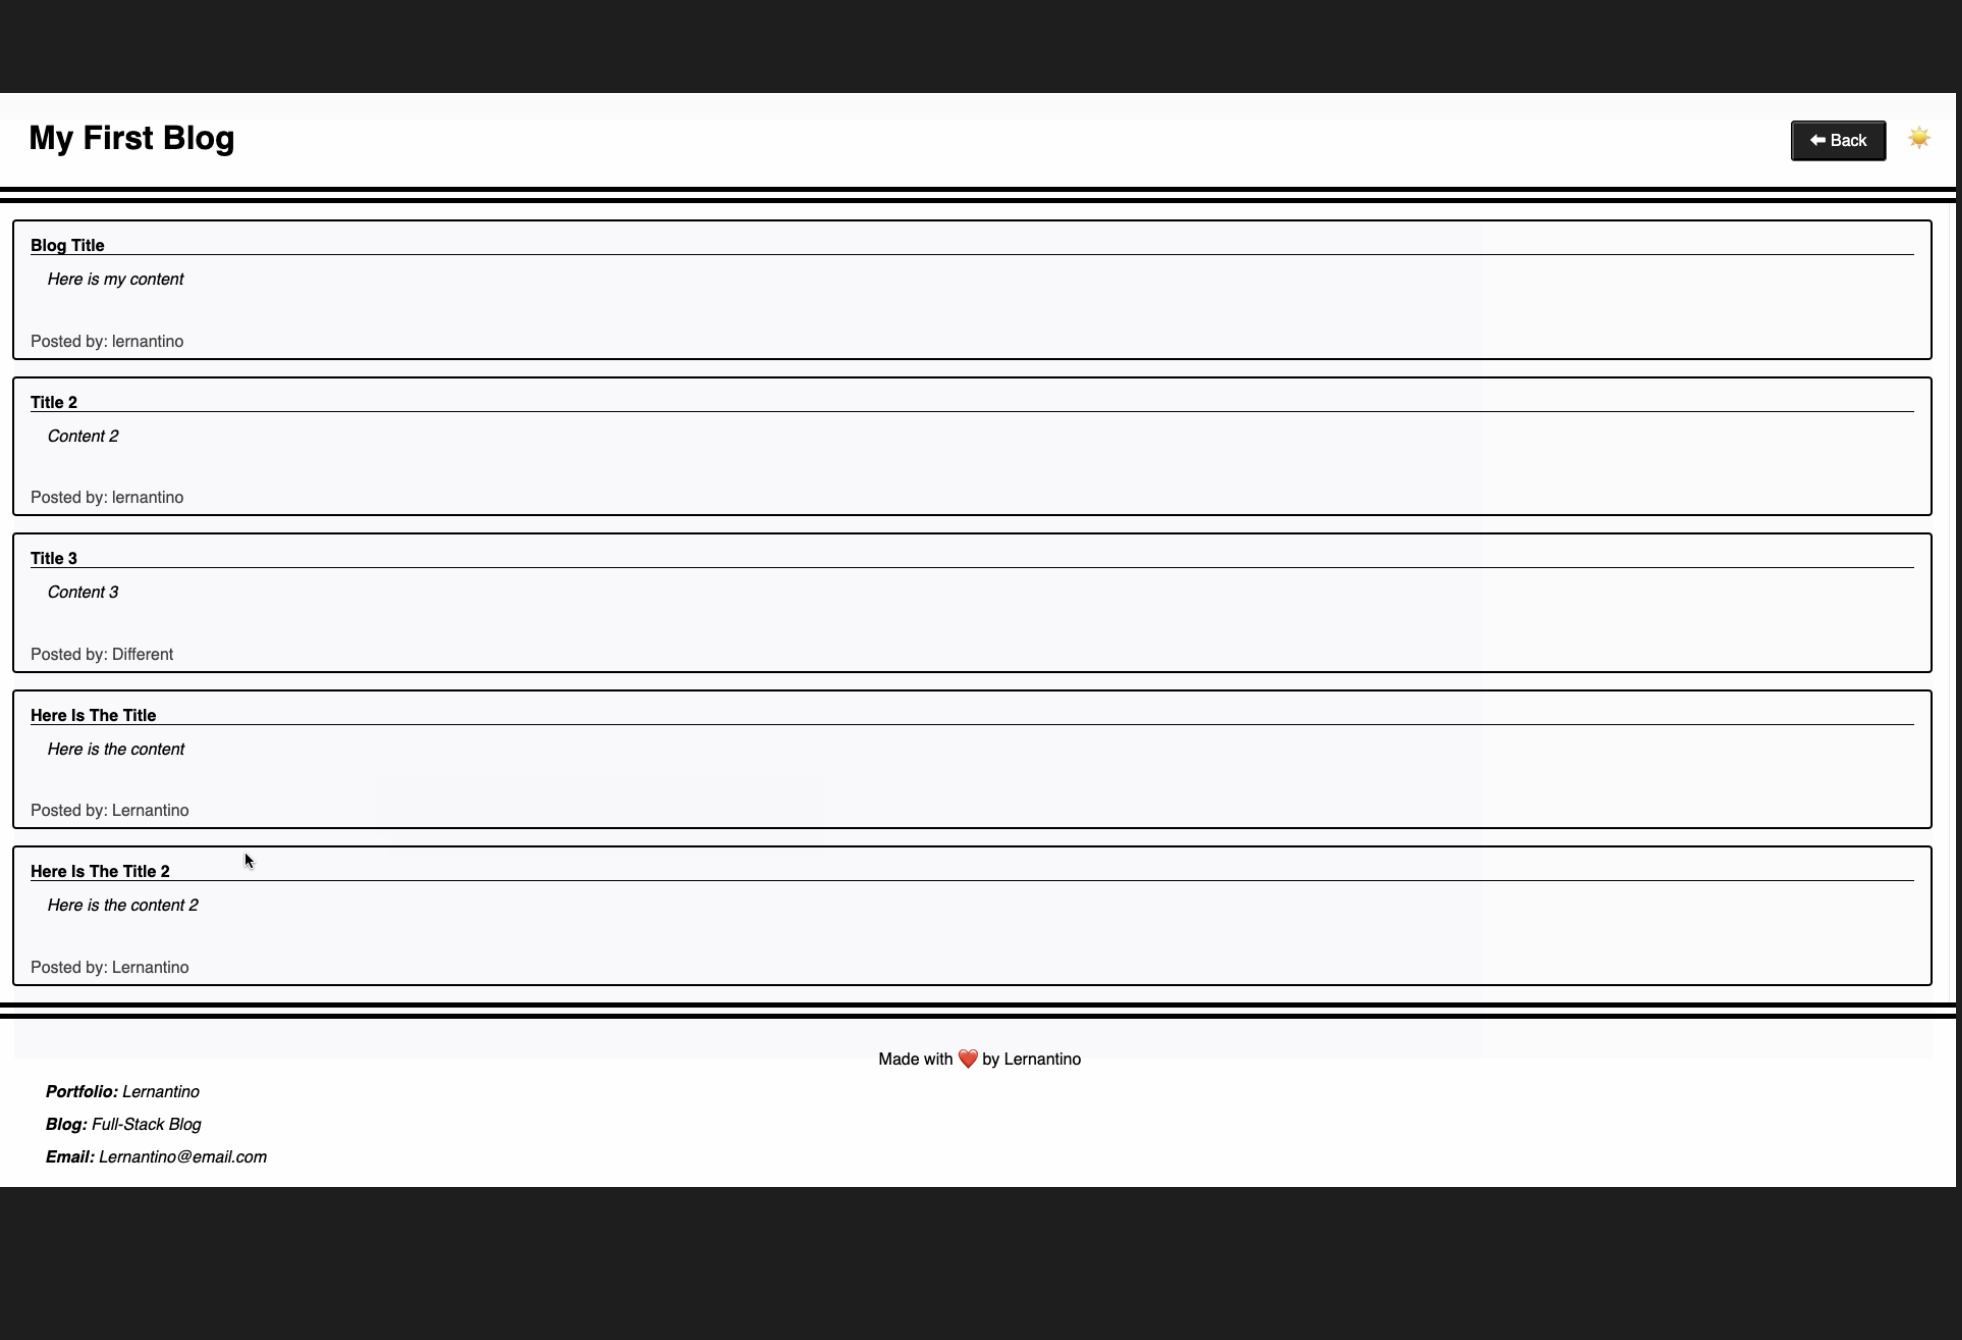 My First Blog
Back
Blog Title
Here is my content
Posted by: lernantino
Title 2
Content 2
Posted by: lernantino
Title 3
Content 3
Posted by: Different
Here Is The Title
Here is the content
Posted by: Lernantino
Here Is The Title 2
Here is the content 2
Posted by: Lernantino
Made with ❤️ by Lernantino
Portfolio: Lernantino
Blog: Full-Stack Blog
Email: Lernantino@email.com